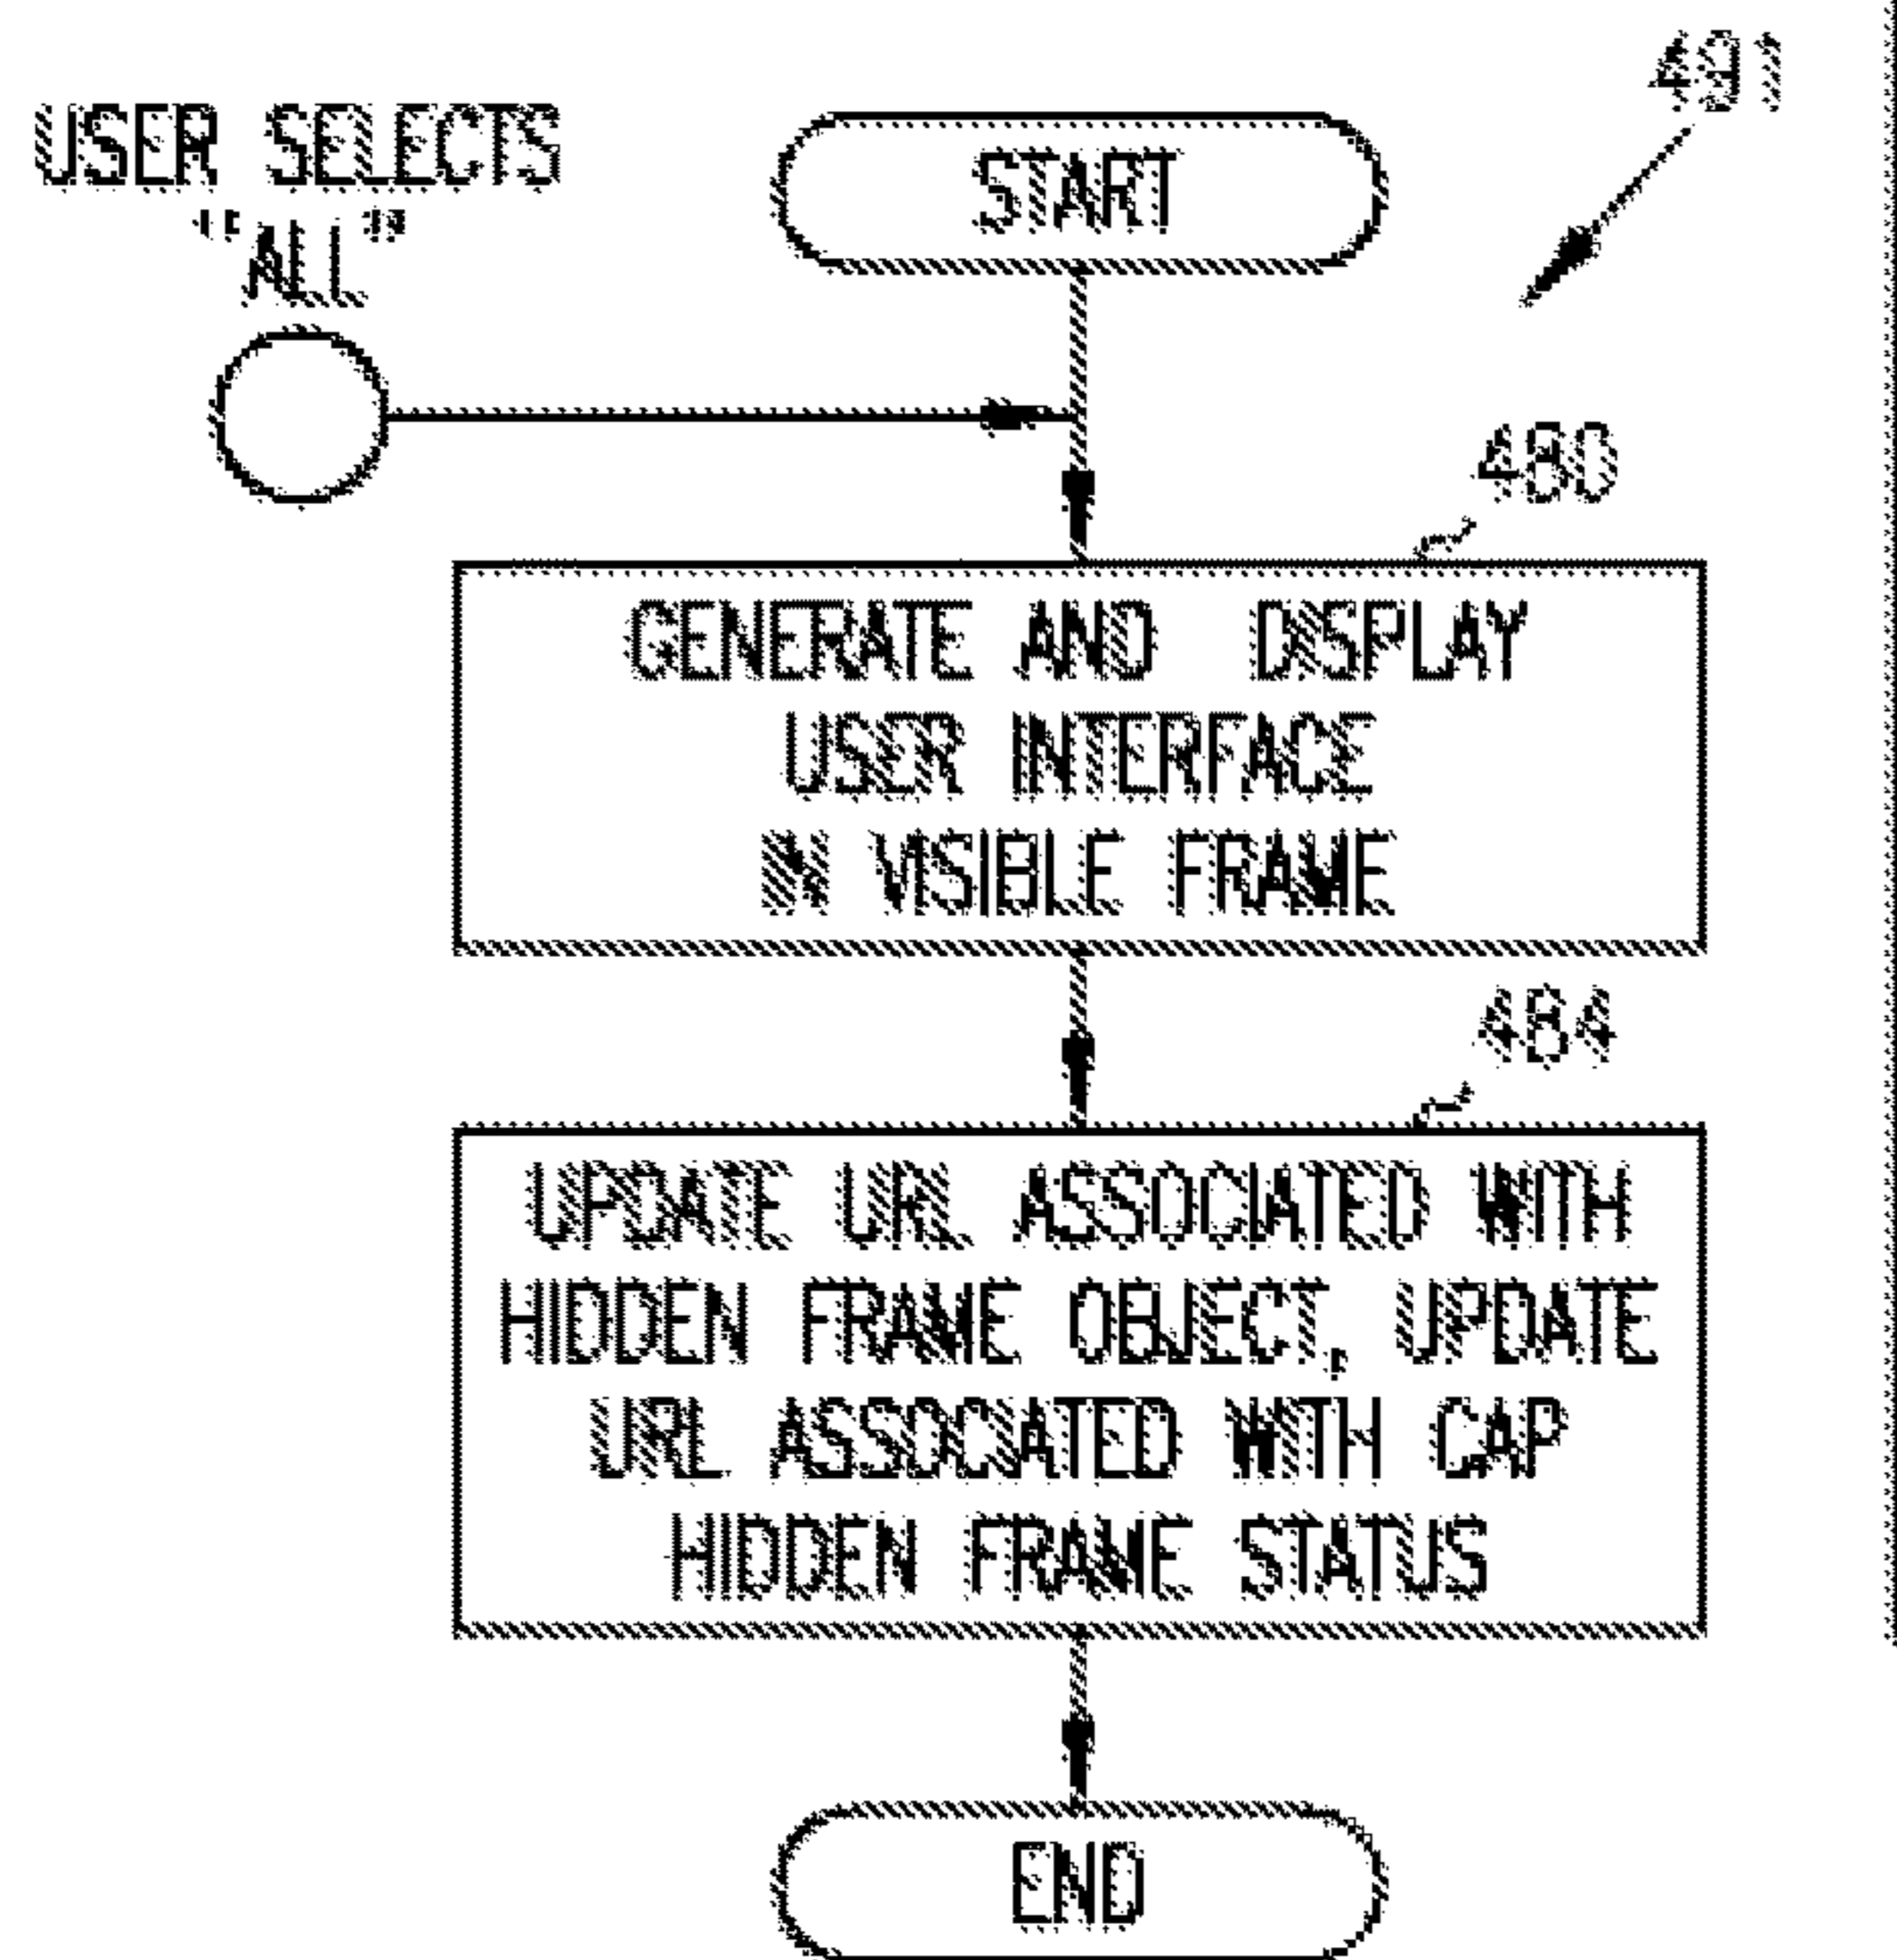 491
USER SELECTS
"ALL"
START
480
GENERATE AND DISPLAY
USER INTERFACE
IN VISIBLE FRAME
484
UPDATE URL ASSOCIATED WITH
HIDDEN FRAME OBJECT, UPDATE
URL ASSOCIATED WITH CAP
HIDDEN FRAME STATUS
END